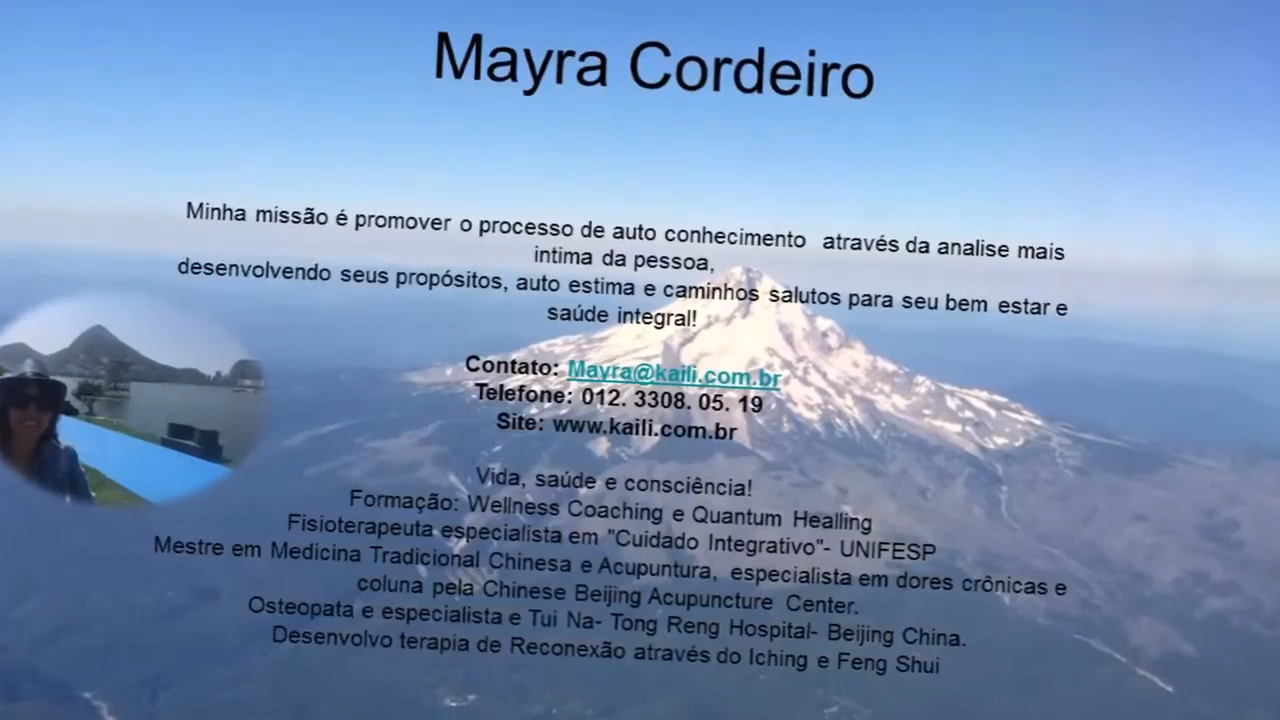 Mayra Cordeiro
Minha missão é promover o processo de auto conhecimento através da analise mais
intima da pessoa,
desenvolvendo seus propósitos, auto estima e caminhos salutos para seu bem estar e
saúde integral!
Contato: Mayra@kaili.com.br
Telefone: 012. 3308. 05. 19
Site: www.kaili.com.br
Vida, saúde e consciência!
Formação: Wellness Coaching e Quantum Healling
Fisioterapeuta especialista em "Cuidado Integrativo"- UNIFESP
Mestre em Medicina Tradicional Chinesa e Acupuntura, especialista em dores crônicas e
coluna pela Chinese Beijing Acupuncture Center.
Osteopata e especialista e Tui Na- Tong Reng Hospital- Beijing China.
Desenvolvo terapia de Reconexão através do Iching e Feng Shui